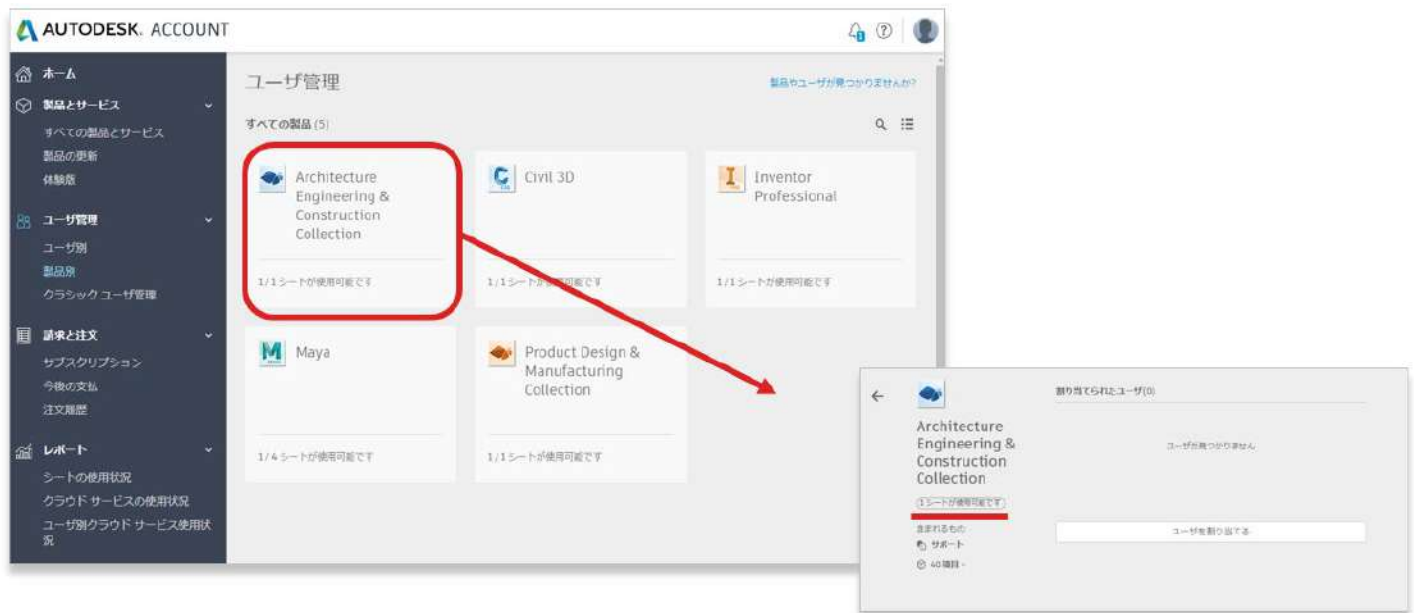 AUTODESK. ACCOUNT
ホーム
製品とサービス
すべての製品とサービス
製品の更新
体験版
ユーザ管理
ユーザ別
製品別
クラシック ユーザ管理
請求と注文
サブスクリプション
今後の支払
注文履歴
レポート
シートの使用状況
クラウド サービスの使用状況
ユーザ別クラウド サービス使用状
況
ユーザ管理
製品やユーザが見つかりませんか?
すべての製品 (5)
Architecture
Engineering &
Construction
Collection
1/1 シートが使用可能です
Civil 3D
1/1 シートが使用可能です
Inventor
Professional
1/1 シートが使用可能です
Maya
1/4 シートが使用可能です
Product Design &
Manufacturing
Collection
1/1 シートが使用可能です
Architecture
Engineering &
Construction
Collection
1 シートが使用可能です
含まれるもの
サポート
40 項目
割り当てられたユーザ(0)
ユーザが見つかりません
ユーザを割り当てる